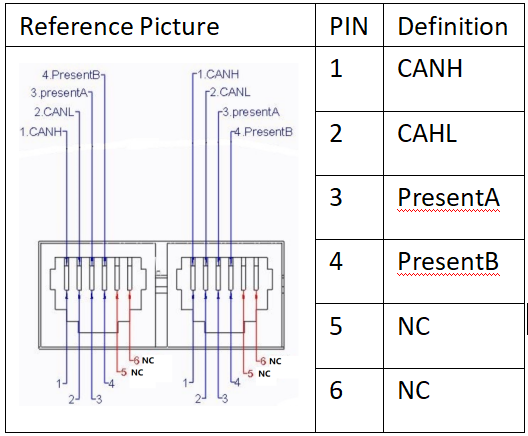 Reference Picture PIN Definition
4.PresentB
3.presentA
2.CANL
1.CANH
1.CANH
2.CANL
3.presentA
4.PresentB
6 NC
5 NC
1
4
2
3
6 NC
5 NC
1
4
2
3
1 CANH
2 CAHL
3 PresentA
4 PresentB
5 NC
6 NC